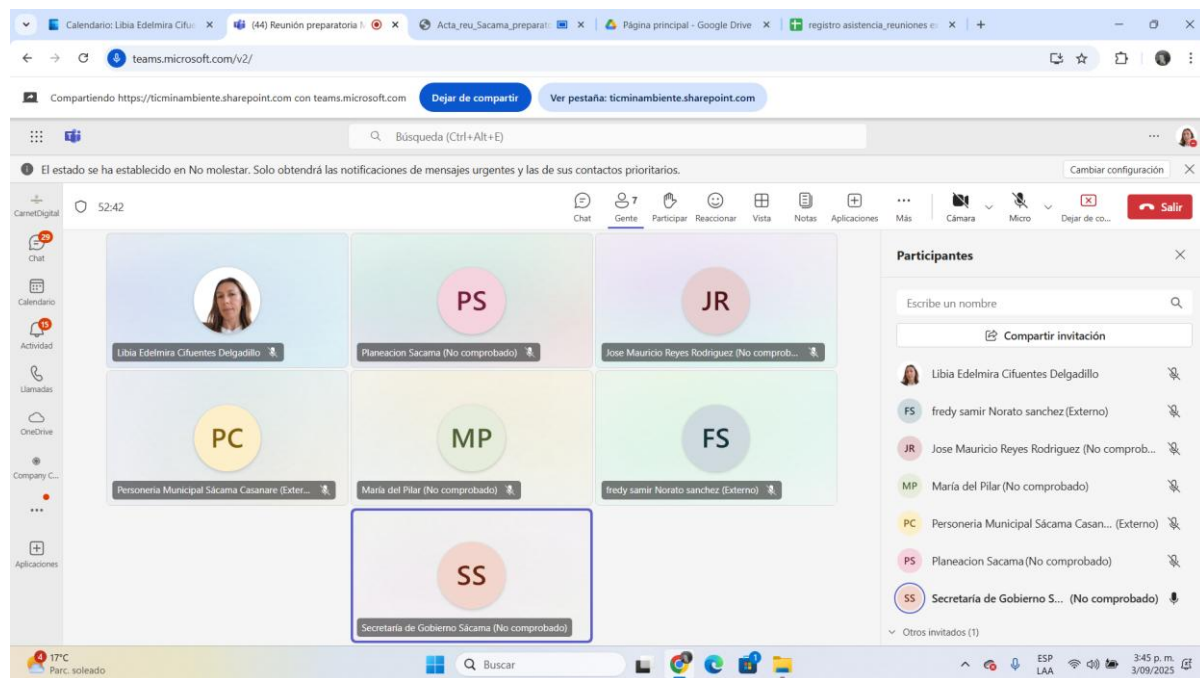 Calendario: Libia Edelmira Cifue
(44) Reunión preparatoria
Acta_reu_Sacama_preparato
Página principal - Google Drive
registro asistencia_reuniones e
teams.microsoft.com/v2/
Compartiendo https://ticminambiente.sharepoint.com con teams.microsoft.com
Dejar de compartir
Ver pestaña: ticminambiente.sharepoint.com
Búsqueda (Ctrl+Alt+E)
El estado se ha establecido en No molestar. Solo obtendrá las notificaciones de mensajes urgentes y las de sus contactos prioritarios.
Cambiar configuración
CarnetDigital
52:42
7
Chat
Gente
Participar
Reaccionar
Vista
Notas
Aplicaciones
Más
Cámara
Micro
Dejar de co...
Salir
29
Chat
Calendario
15
Actividad
Llamadas
OneDrive
Company C...
Aplicaciones
Libia Edelmira Cifuentes Delgadillo
PS
Planeacion Sacama (No comprobado)
JR
Jose Mauricio Reyes Rodriguez (No comprob...
PC
Personeria Municipal Sácama Casanare (Exter...
MP
María del Pilar (No comprobado)
FS
fredy samir Norato sanchez (Externo)
SS
Secretaría de Gobierno Sácama (No comprobado)
Participantes
Escribe un nombre
Compartir invitación
Libia Edelmira Cifuentes Delgadillo
FS fredy samir Norato sanchez (Externo)
JR Jose Mauricio Reyes Rodriguez (No comprob...
MP María del Pilar (No comprobado)
PC Personeria Municipal Sácama Casan... (Externo)
PS Planeacion Sacama (No comprobado)
SS Secretaría de Gobierno S... (No comprobado)
Otros invitados (1)
4
17°C
Parc. soleado
Buscar
ESP
LAA
3:45 p. m.
3/09/2025